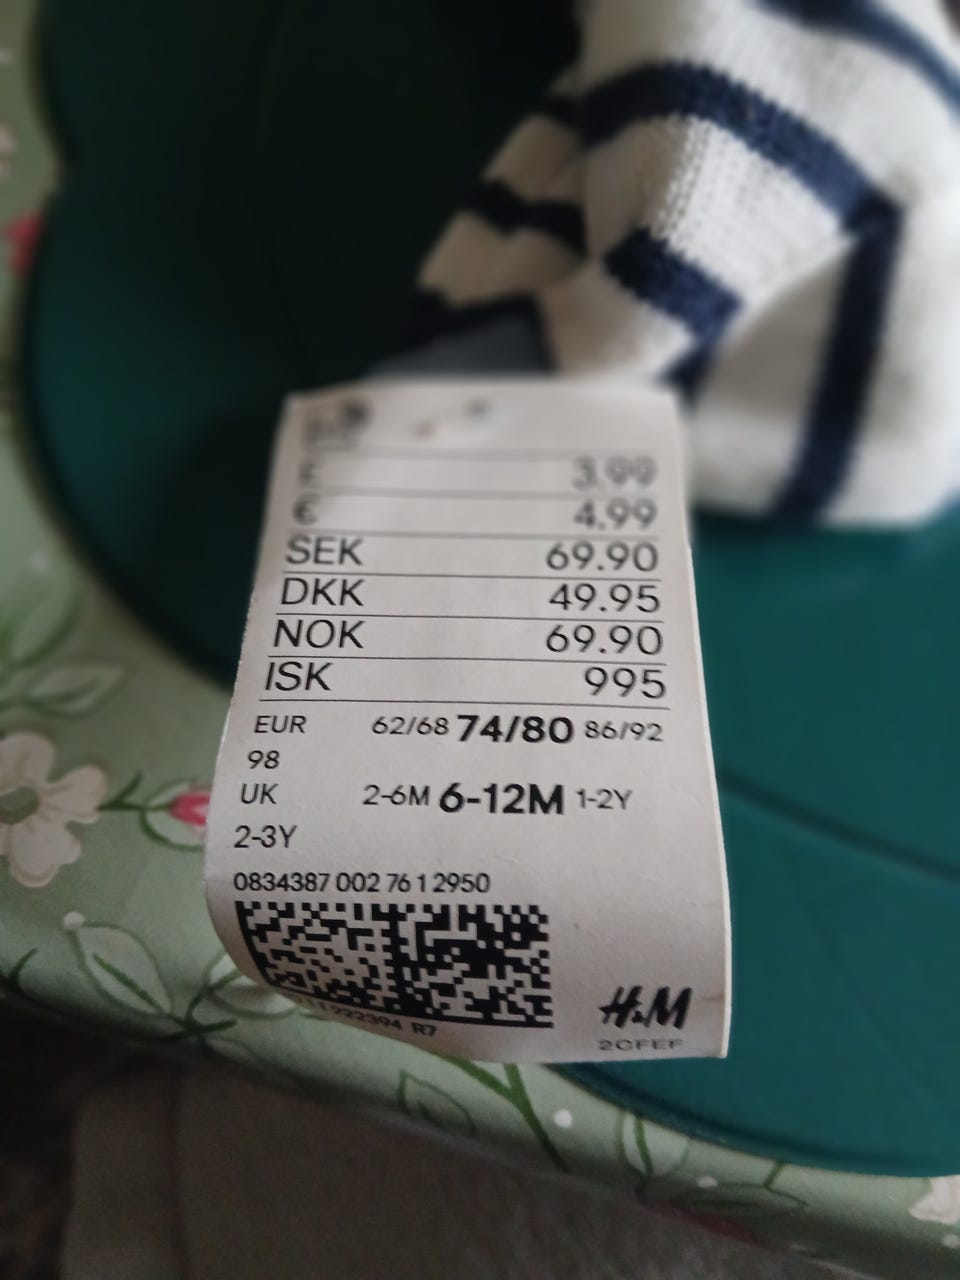 £ 3.99
€ 4.99
SEK 69.90
DKK 49.95
NOK 69.90
ISK 995
EUR 62/68 74/80 86/92
98
UK 2-6M 6-12M 1-2Y
2-3Y
0834387 002 76 1 2950
R7
H&M